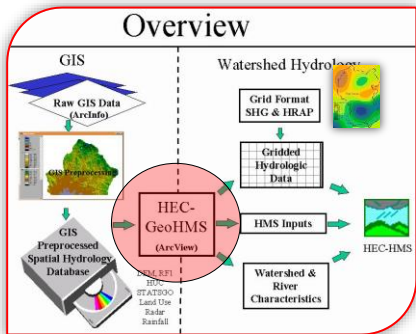 Overview
GIS
Raw GIS Data
(ArcInfo)
GIS Preprocessing
GIS
Preprocessed
Spatial Hydrology
Database
DEM, RF1
HUC
STATSGO
Land Use
Radar
Rainfall
HEC-
GeoHMS
(ArcView)
Watershed Hydrology
Grid Format
SHG & HRAP
Gridded
Hydrologic
Data
HMS Inputs
Watershed &
River
Characteristics
HEC-HMS